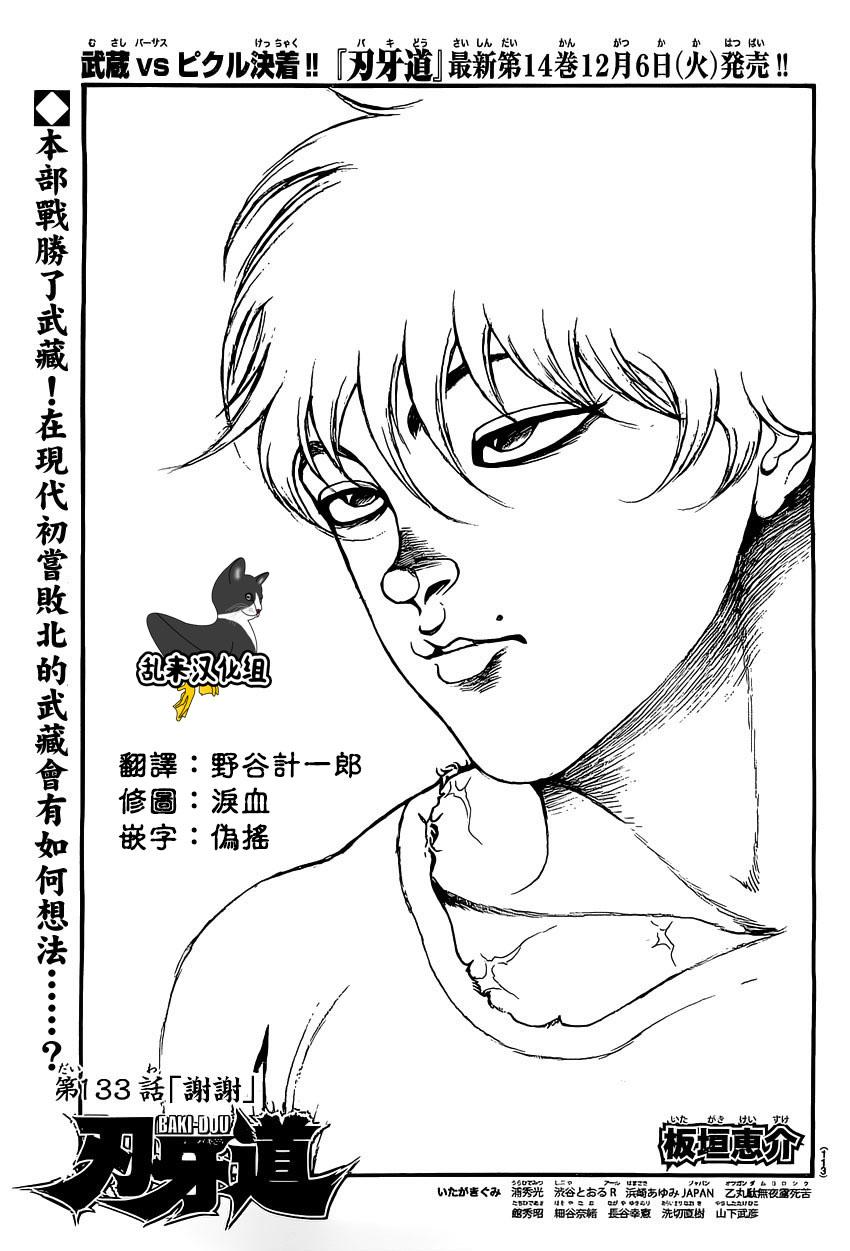 武蔵vsピクル決着!!『刃牙道』最新第14巻12月6日(火)発売!!
◆本部戰勝了武藏！在現代初嘗敗北的武藏會有如何想法……？
乱来汉化组
翻譯：野谷計一郎
修圖：淚血
嵌字：偽搖
第133話「謝謝」
BAKI-DOU
刃牙道
板垣恵介
(113)
いたがきぐみ 浦秀光 渋谷とおるR 浜崎あゆみJAPAN 乙丸駄無夜露死苦
館秀昭 細谷奈緒 長谷幸恵 洗切直樹 山下武彦